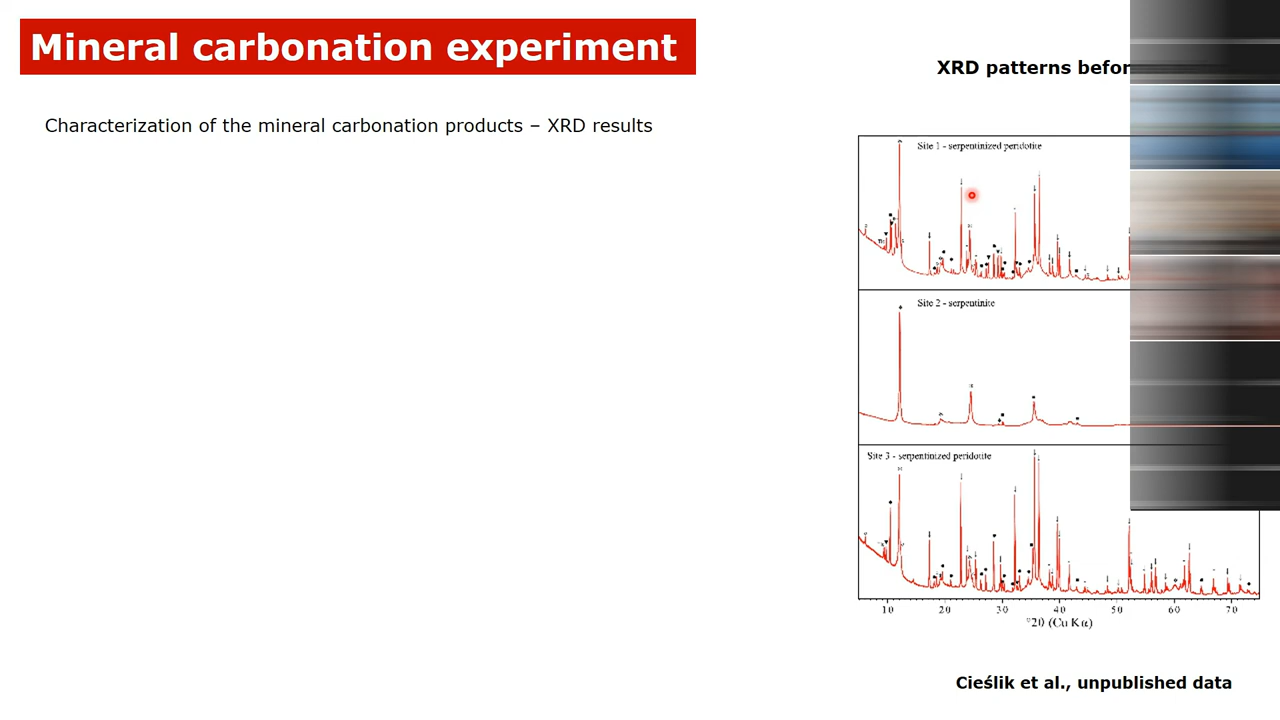 Mineral carbonation experiment
XRD patterns befor
Characterization of the mineral carbonation products – XRD results
Site 1 - serpentinized peridotite
Site 2 - serpentinite
Site 3 - serpentinized peridotite
10 20 30 40 50 60 70
°2θ (Cu Kα)
Cieślik et al., unpublished data